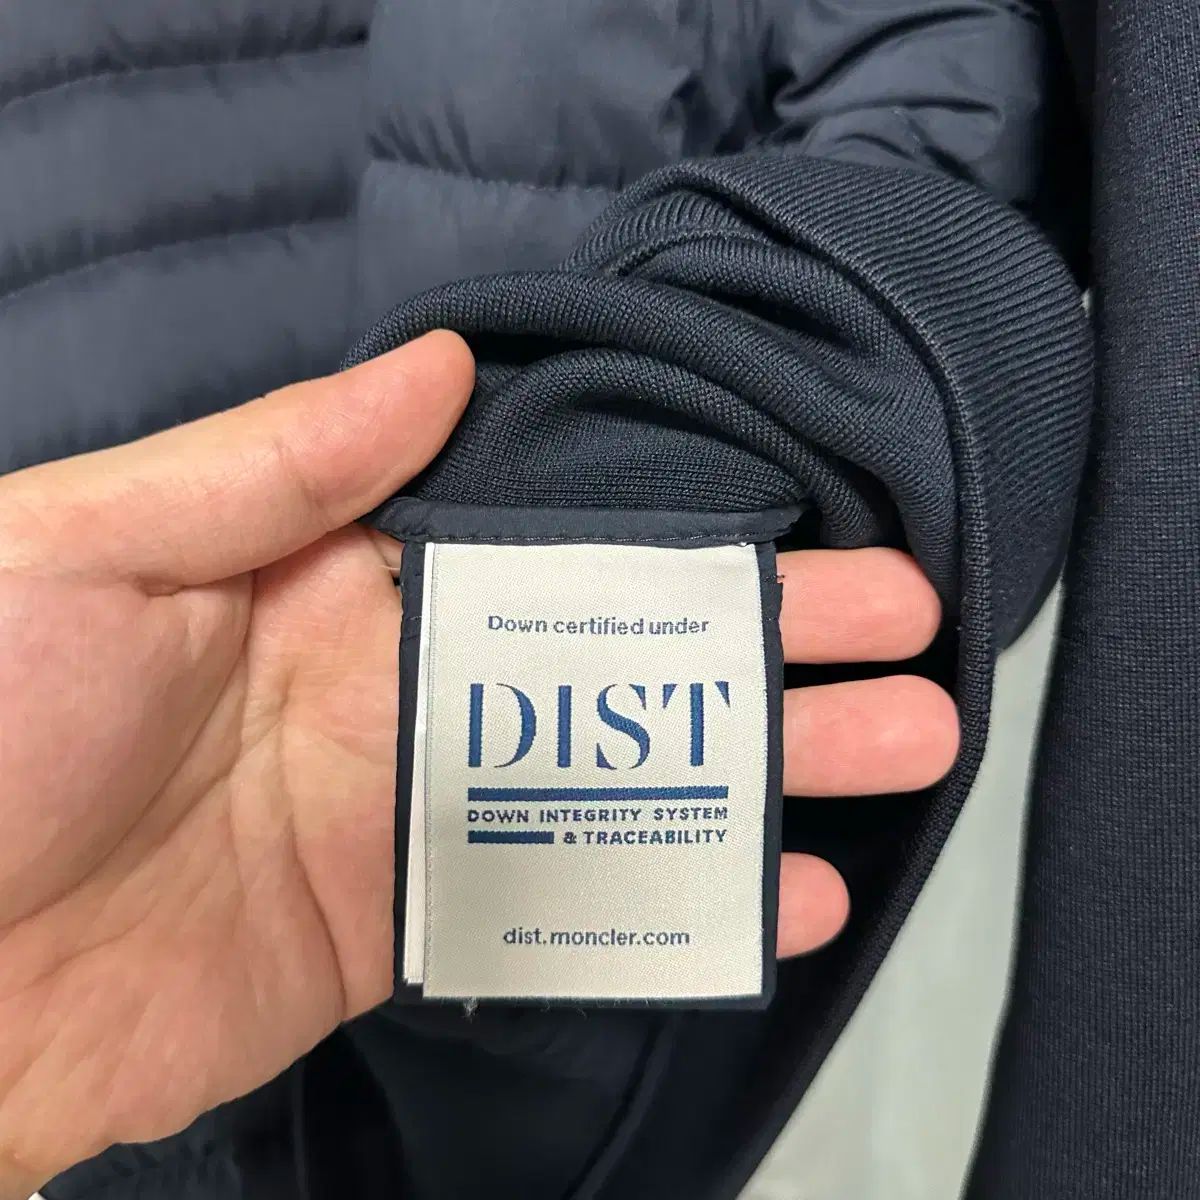 Down certified under
DIST
DOWN INTEGRITY SYSTEM
& TRACEABILITY
dist.moncler.com